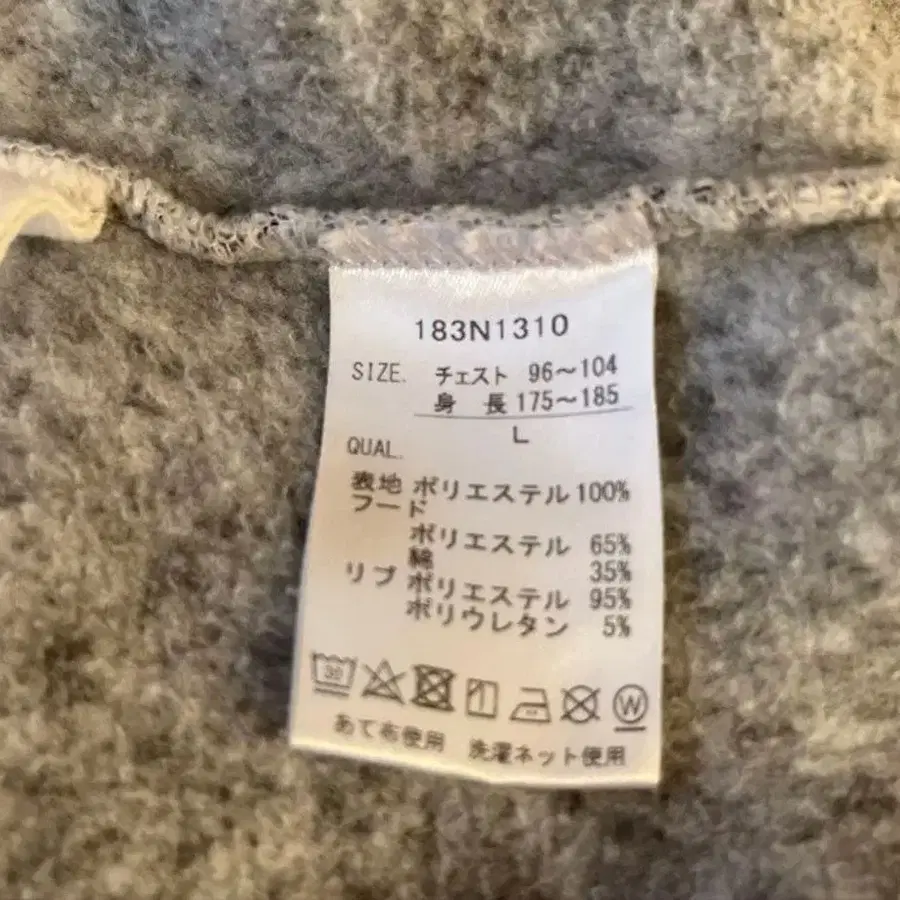 183N1310
SIZE. チェスト 96～104
身 長 175～185
L
QUAL.
表地 ポリエステル 100%
フード
ポリエステル 65%
綿 35%
リブ ポリエステル 95%
ポリウレタン 5%
30
W
あて布使用 洗濯ネット使用